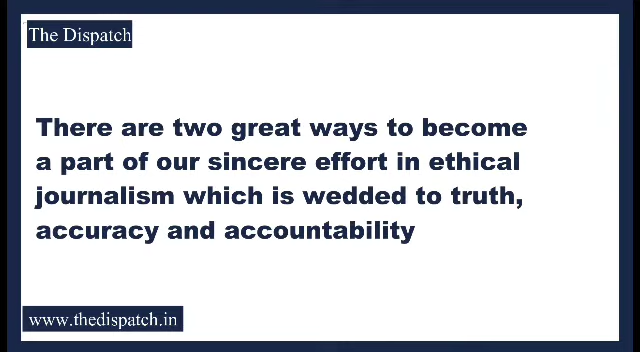 The Dispatch
There are two great ways to become
a part of our sincere effort in ethical
journalism which is wedded to truth,
accuracy and accountability
www.thedispatch.in